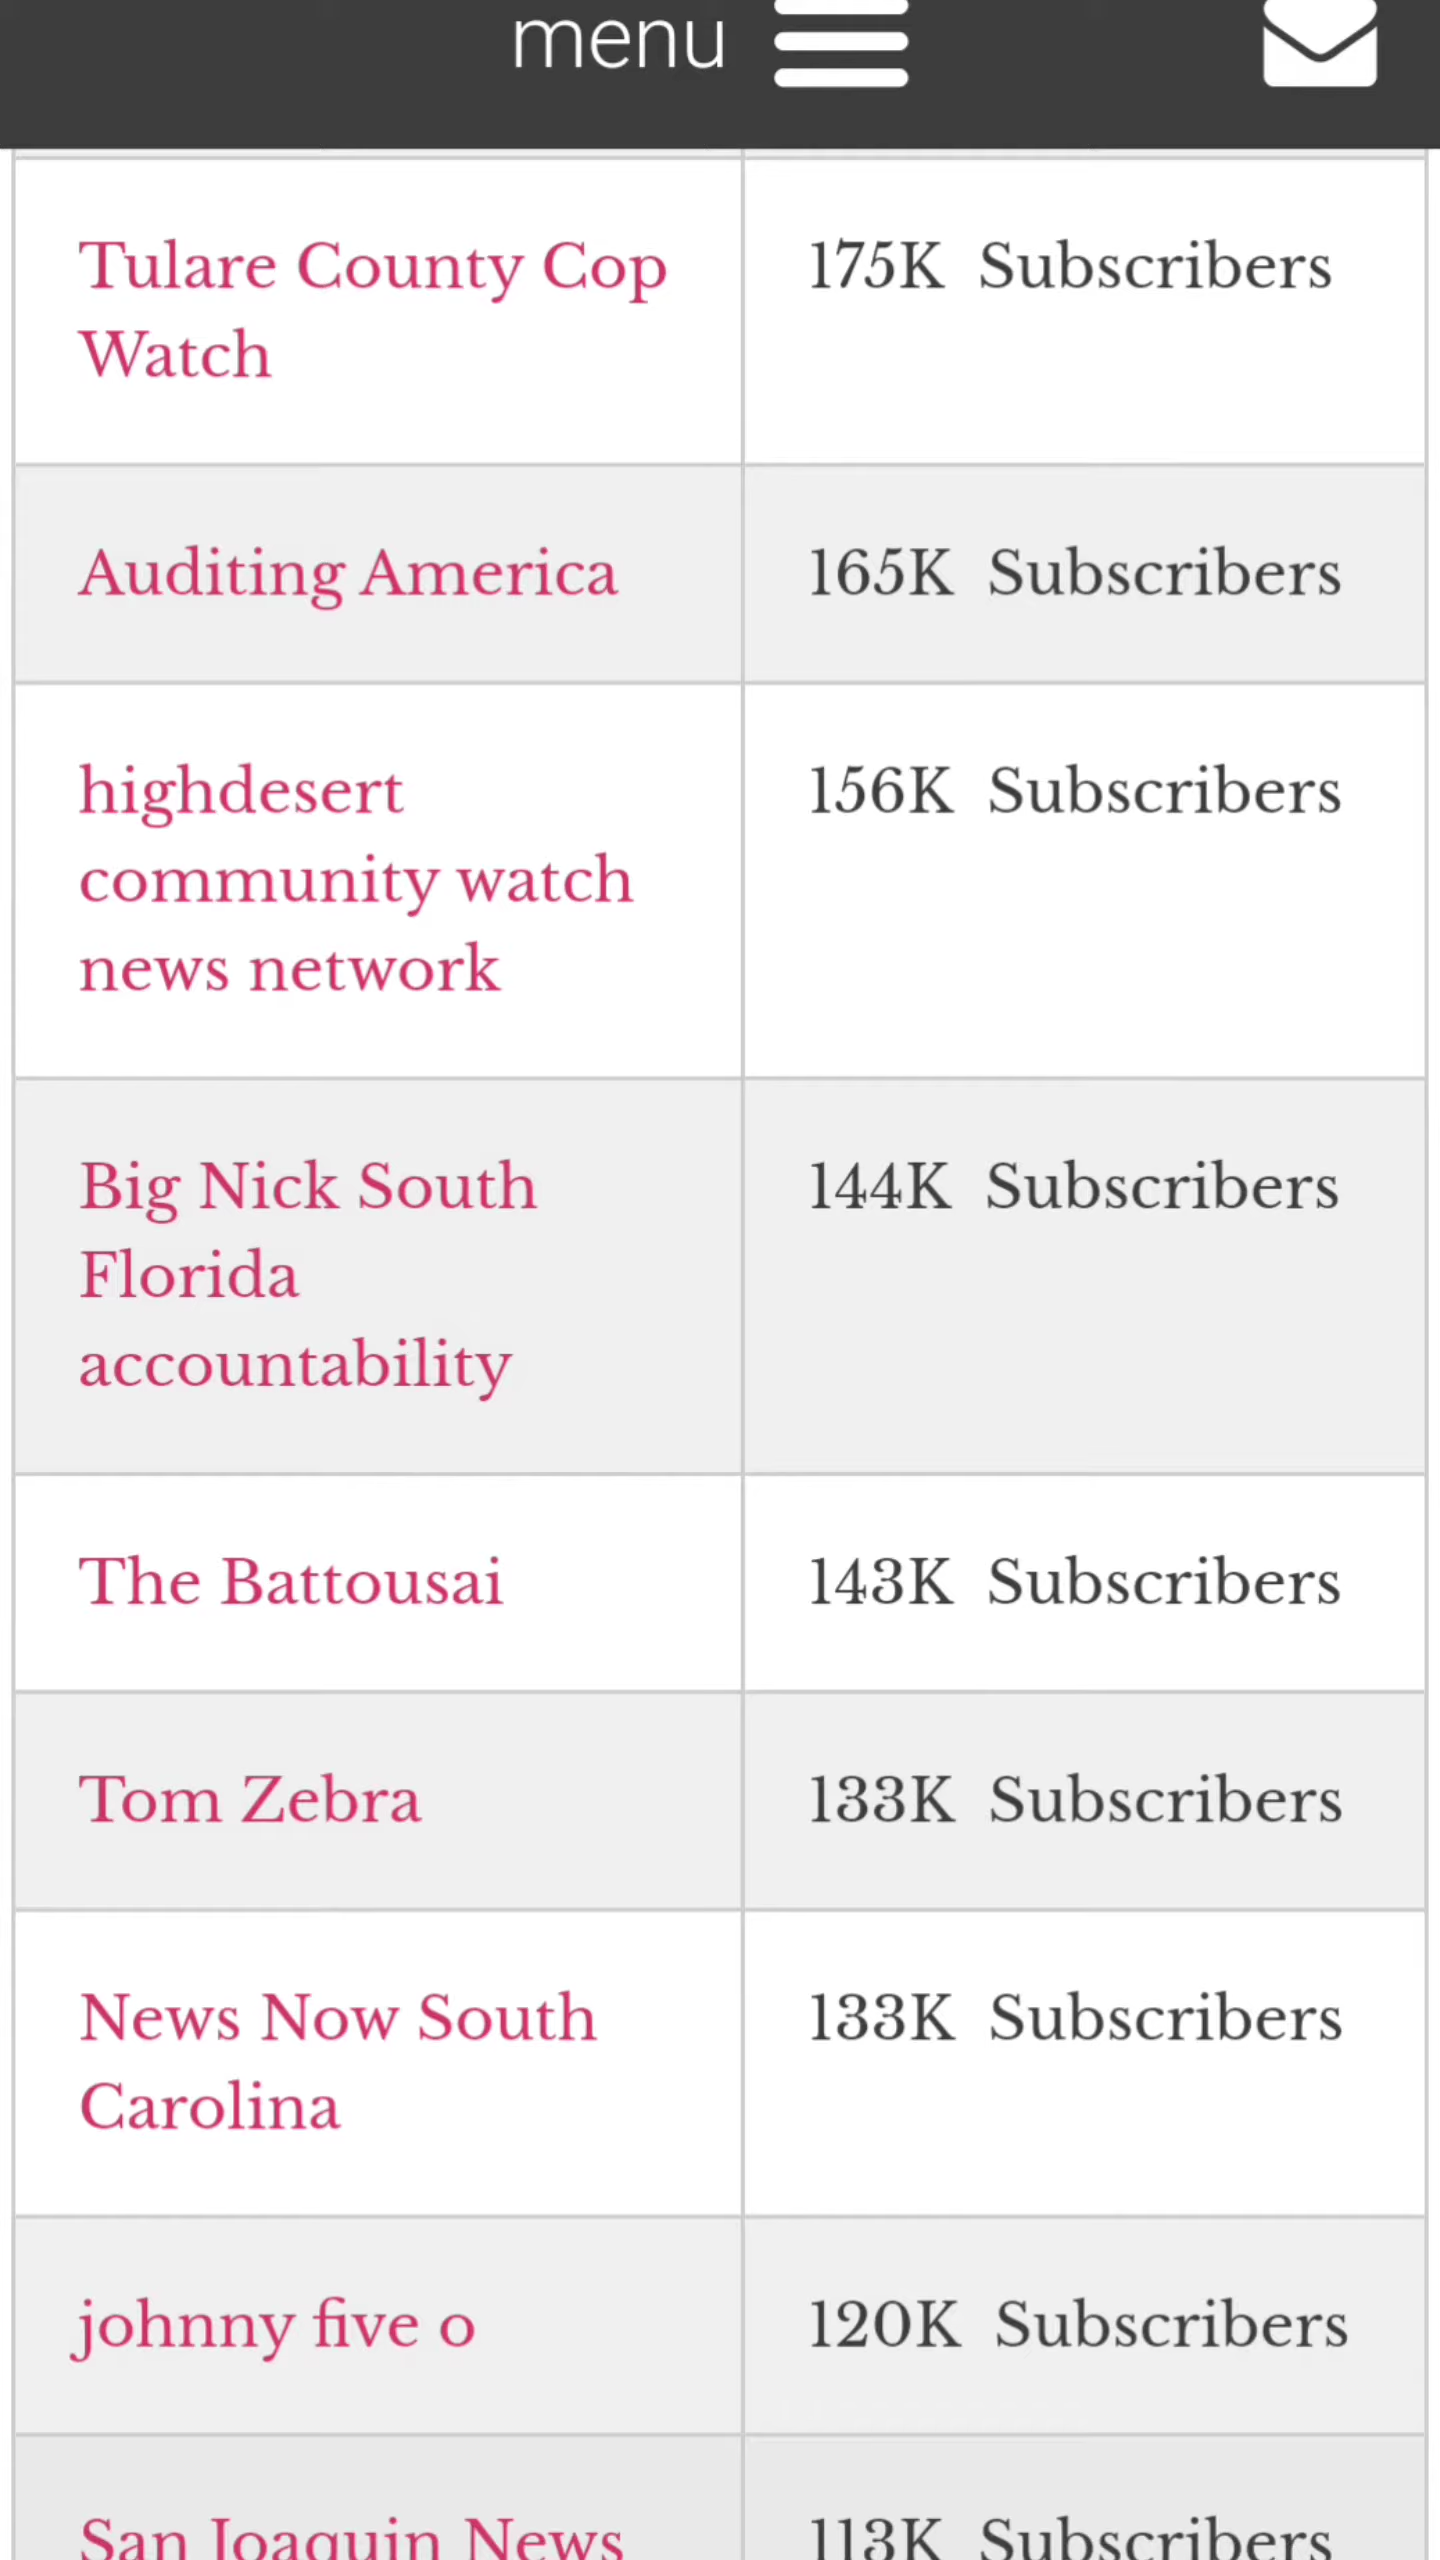 menu
Tulare County Cop
Watch
175K Subscribers
Auditing America
165K Subscribers
highdesert
community watch
news network
156K Subscribers
Big Nick South
Florida
accountability
144K Subscribers
The Battousai
143K Subscribers
Tom Zebra
133K Subscribers
News Now South
Carolina
133K Subscribers
johnny five o
120K Subscribers
San Joaquin News
113K Subscribers